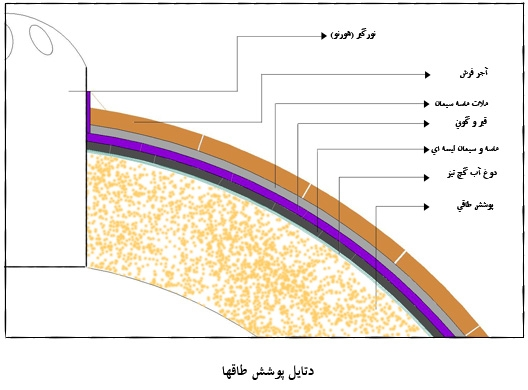 نورگیر (هورنو)
آجر فرش
ملات ماسه سیمان
قیر و گونی
ماسه و سیمان لیسه ای
دوغ آب گچ تیز
پوشش طاقی
دتایل پوشش طاقها